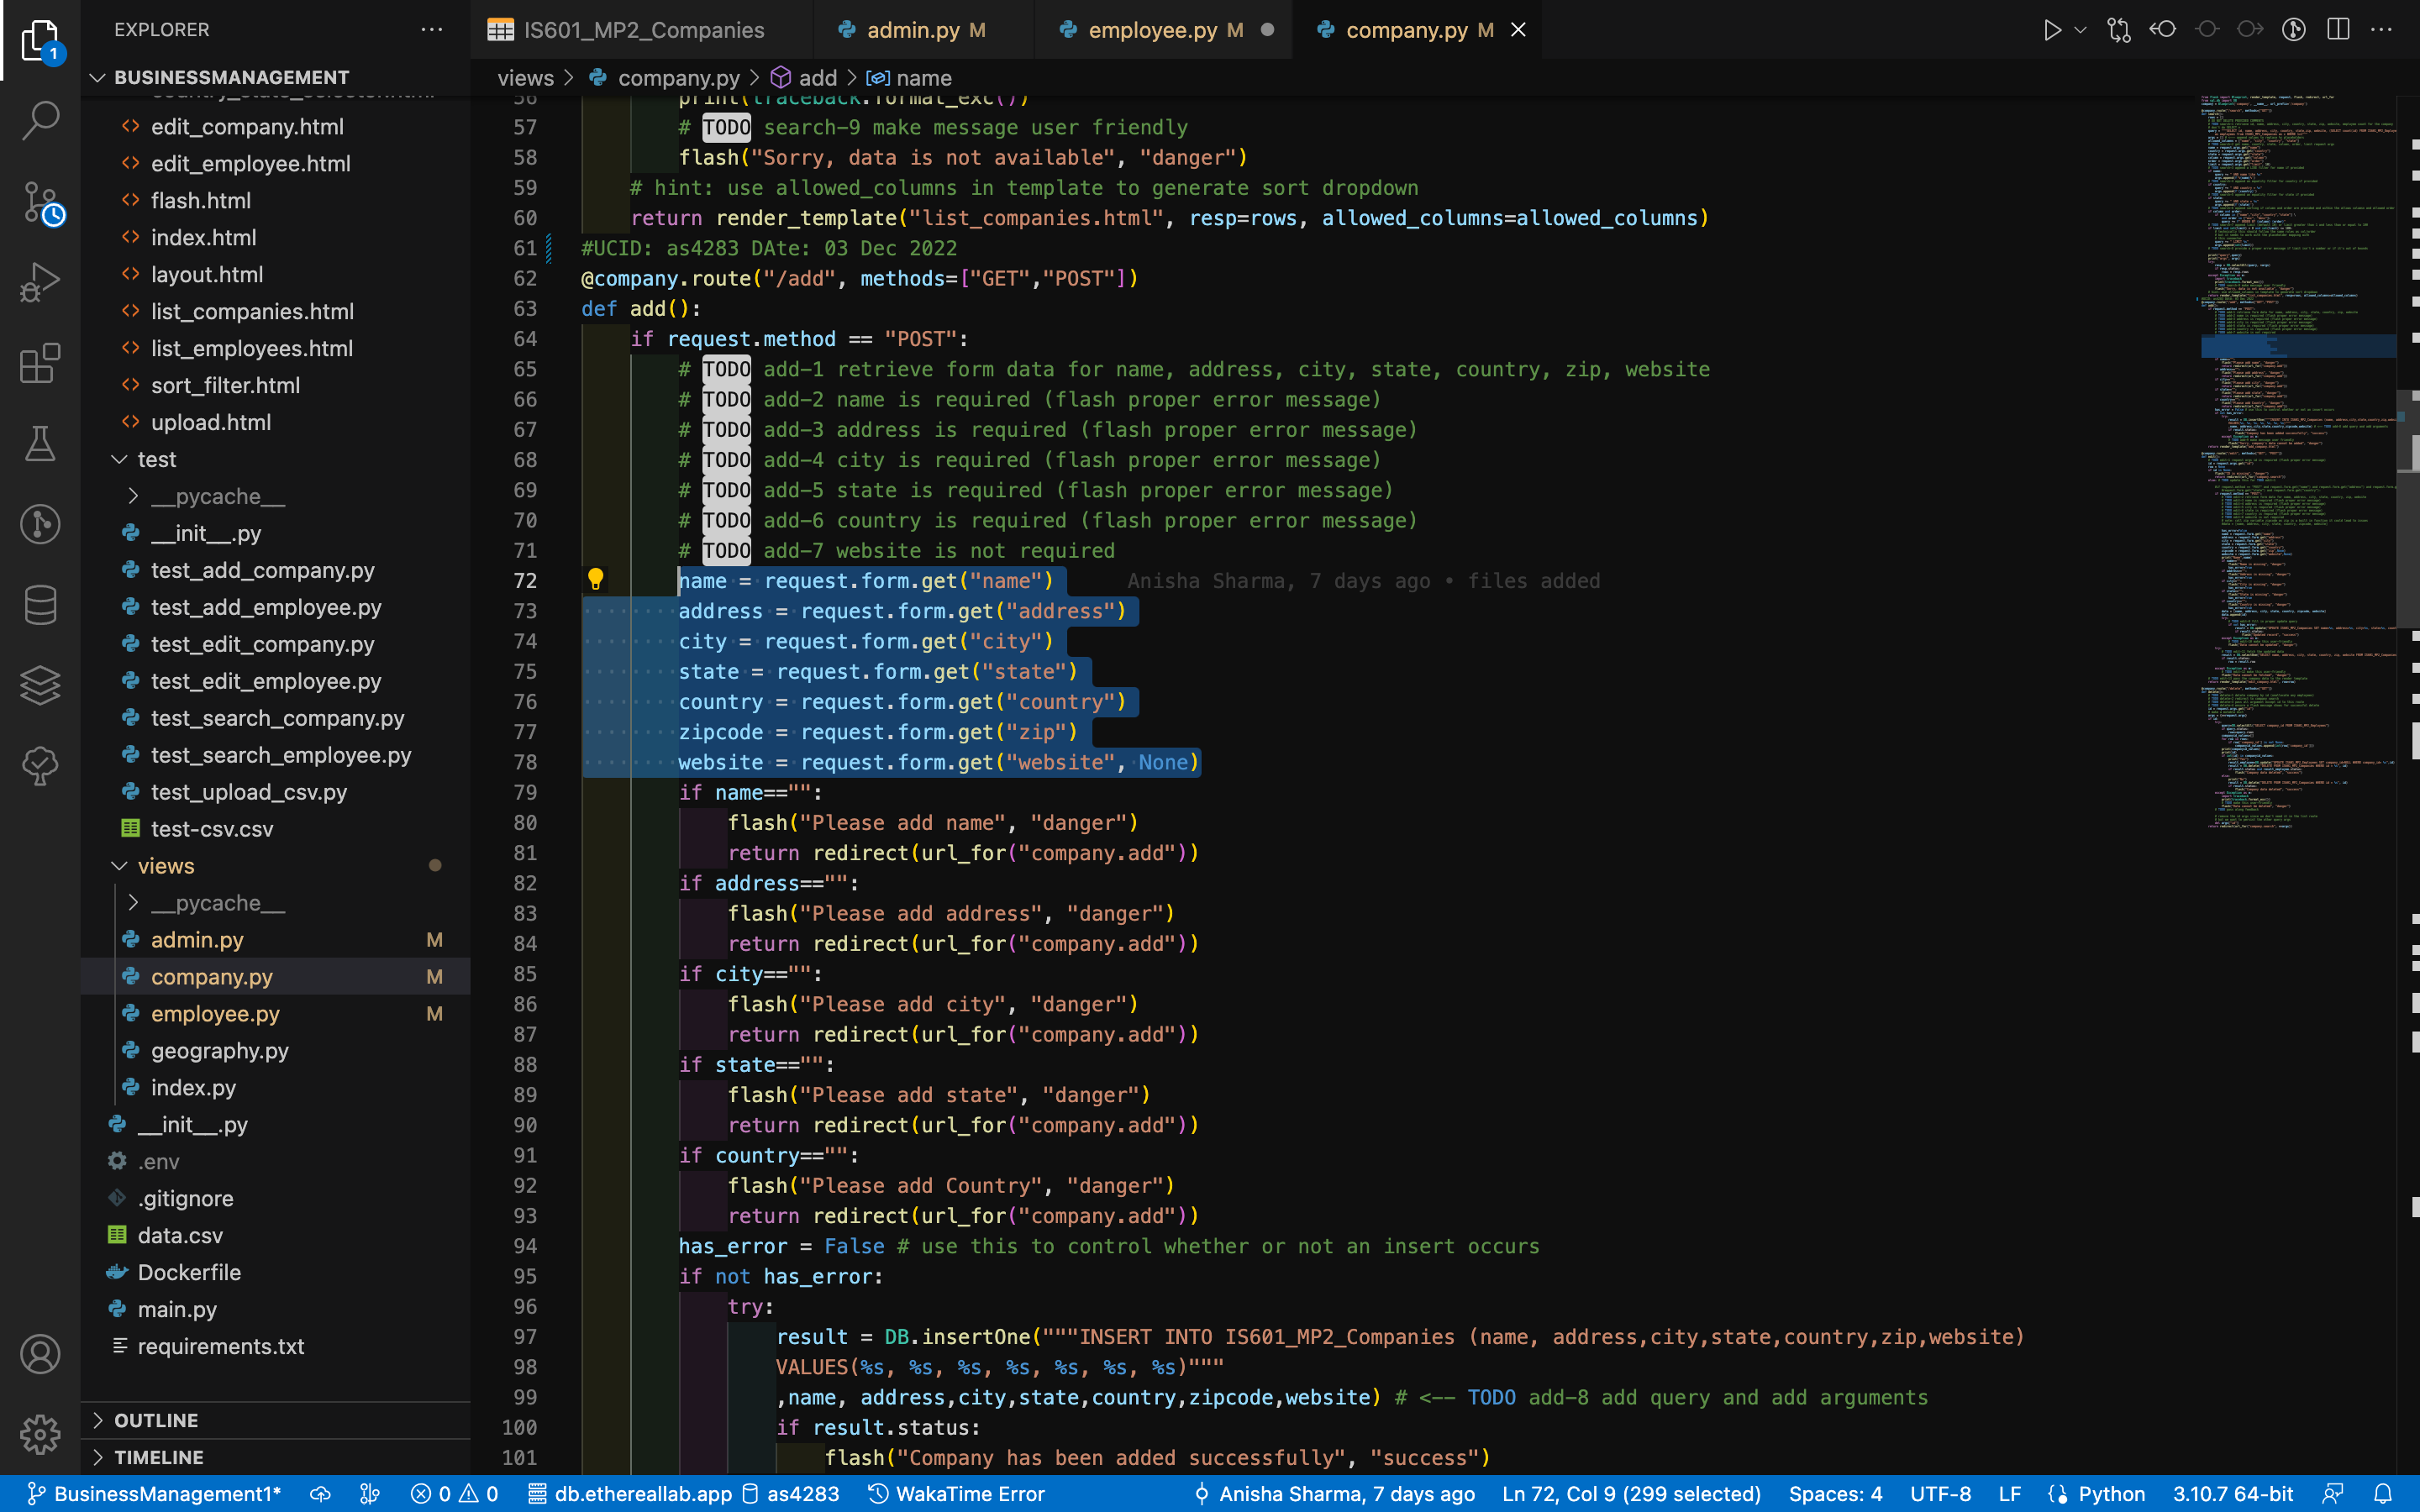 EXPLORER
BUSINESSMANAGEMENT
country_state_selector.html
edit_company.html
edit_employee.html
flash.html
index.html
layout.html
list_companies.html
list_employees.html
sort_filter.html
upload.html
test
__pycache__
__init__.py
test_add_company.py
test_add_employee.py
test_edit_company.py
test_edit_employee.py
test_search_company.py
test_search_employee.py
test_upload_csv.py
test-csv.csv
views
__pycache__
admin.py M
company.py M
employee.py M
geography.py
index.py
__init__.py
.env
.gitignore
data.csv
Dockerfile
main.py
requirements.txt
OUTLINE
TIMELINE
1
IS601_MP2_Companies
admin.py M
employee.py M
company.py M
views > company.py > add > name
56 print(traceback.format_exc())
57 # TODO search-9 make message user friendly
58 flash("Sorry, data is not available", "danger")
59 # hint: use allowed_columns in template to generate sort dropdown
60 return render_template("list_companies.html", resp=rows, allowed_columns=allowed_columns)
61 #UCID: as4283 DAte: 03 Dec 2022
62 @company.route("/add", methods=["GET","POST"])
63 def add():
64 if request.method == "POST":
65 # TODO add-1 retrieve form data for name, address, city, state, country, zip, website
66 # TODO add-2 name is required (flash proper error message)
67 # TODO add-3 address is required (flash proper error message)
68 # TODO add-4 city is required (flash proper error message)
69 # TODO add-5 state is required (flash proper error message)
70 # TODO add-6 country is required (flash proper error message)
71 # TODO add-7 website is not required
72 name = request.form.get("name") Anisha Sharma, 7 days ago • files added
73 address = request.form.get("address")
74 city = request.form.get("city")
75 state = request.form.get("state")
76 country = request.form.get("country")
77 zipcode = request.form.get("zip")
78 website = request.form.get("website", None)
79 if name=="":
80 flash("Please add name", "danger")
81 return redirect(url_for("company.add"))
82 if address=="":
83 flash("Please add address", "danger")
84 return redirect(url_for("company.add"))
85 if city=="":
86 flash("Please add city", "danger")
87 return redirect(url_for("company.add"))
88 if state=="":
89 flash("Please add state", "danger")
90 return redirect(url_for("company.add"))
91 if country=="":
92 flash("Please add Country", "danger")
93 return redirect(url_for("company.add"))
94 has_error = False # use this to control whether or not an insert occurs
95 if not has_error:
96 try:
97 result = DB.insertOne("""INSERT INTO IS601_MP2_Companies (name, address,city,state,country,zip,website)
98 VALUES(%s, %s, %s, %s, %s, %s, %s)"""
99 ,name, address,city,state,country,zipcode,website) # <-- TODO add-8 add query and add arguments
100 if result.status:
101 flash("Company has been added successfully", "success")
BusinessManagement1* 0 0 db.ethereallab.app as4283 WakaTime Error Anisha Sharma, 7 days ago Ln 72, Col 9 (299 selected) Spaces: 4 UTF-8 LF Python 3.10.7 64-bit